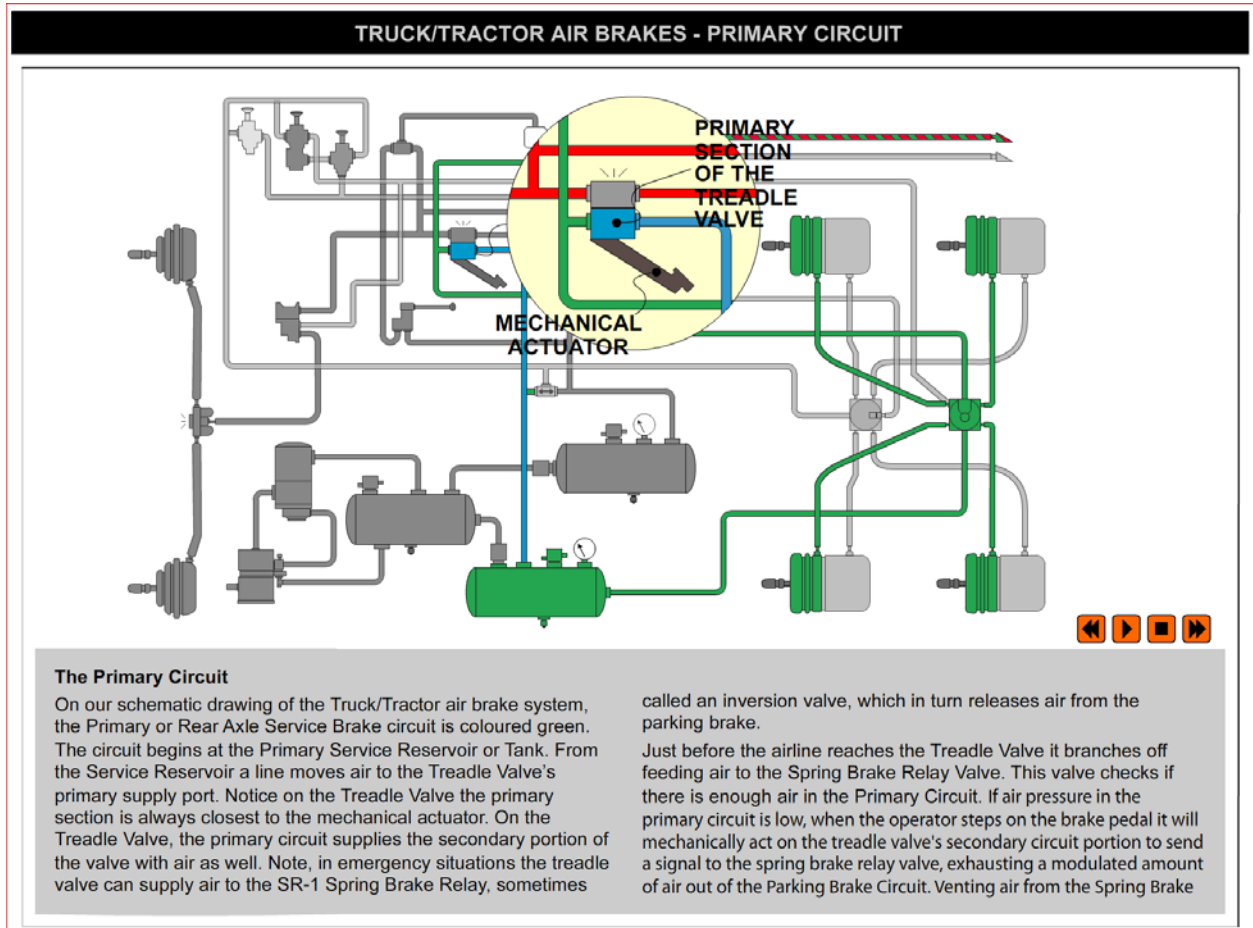 TRUCK/TRACTOR AIR BRAKES - PRIMARY CIRCUIT
PRIMARY
SECTION
OF THE
TREADLE
VALVE
MECHANICAL
ACTUATOR
The Primary Circuit
On our schematic drawing of the Truck/Tractor air brake system,
the Primary or Rear Axle Service Brake circuit is coloured green.
The circuit begins at the Primary Service Reservoir or Tank. From
the Service Reservoir a line moves air to the Treadle Valve’s
primary supply port. Notice on the Treadle Valve the primary
section is always closest to the mechanical actuator. On the
Treadle Valve, the primary circuit supplies the secondary portion of
the valve with air as well. Note, in emergency situations the treadle
valve can supply air to the SR-1 Spring Brake Relay, sometimes
called an inversion valve, which in turn releases air from the
parking brake.
Just before the airline reaches the Treadle Valve it branches off
feeding air to the Spring Brake Relay Valve. This valve checks if
there is enough air in the Primary Circuit. If air pressure in the
primary circuit is low, when the operator steps on the brake pedal it will
mechanically act on the treadle valve's secondary circuit portion to send
a signal to the spring brake relay valve, exhausting a modulated amount
of air out of the Parking Brake Circuit. Venting air from the Spring Brake